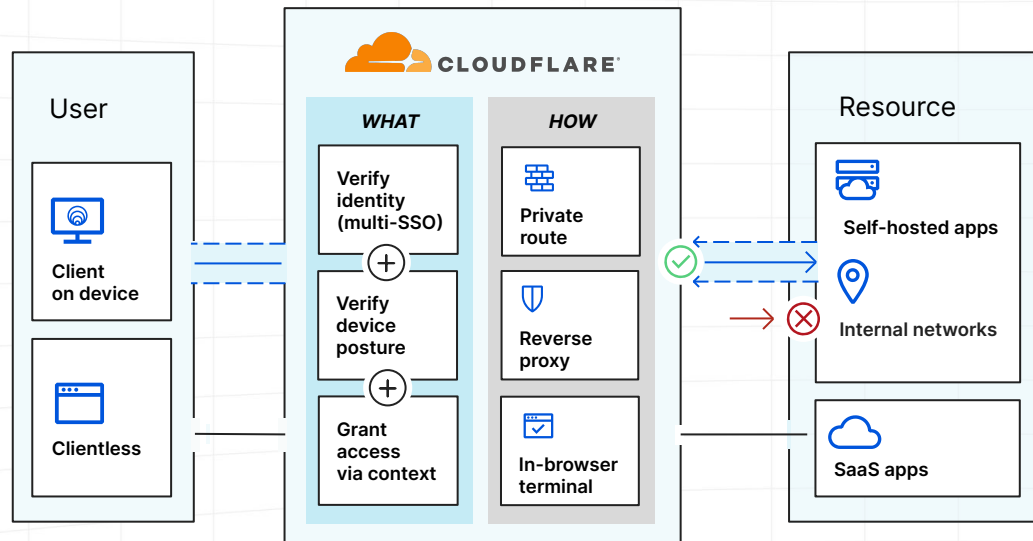 User
Client
on device
Clientless
CLOUDFLARE
WHAT
Verify
identity
(multi-SSO)
Verify
device
posture
Grant
access
via context
HOW
Private
route
Reverse
proxy
In-browser
terminal
Resource
Self-hosted apps
Internal networks
SaaS apps